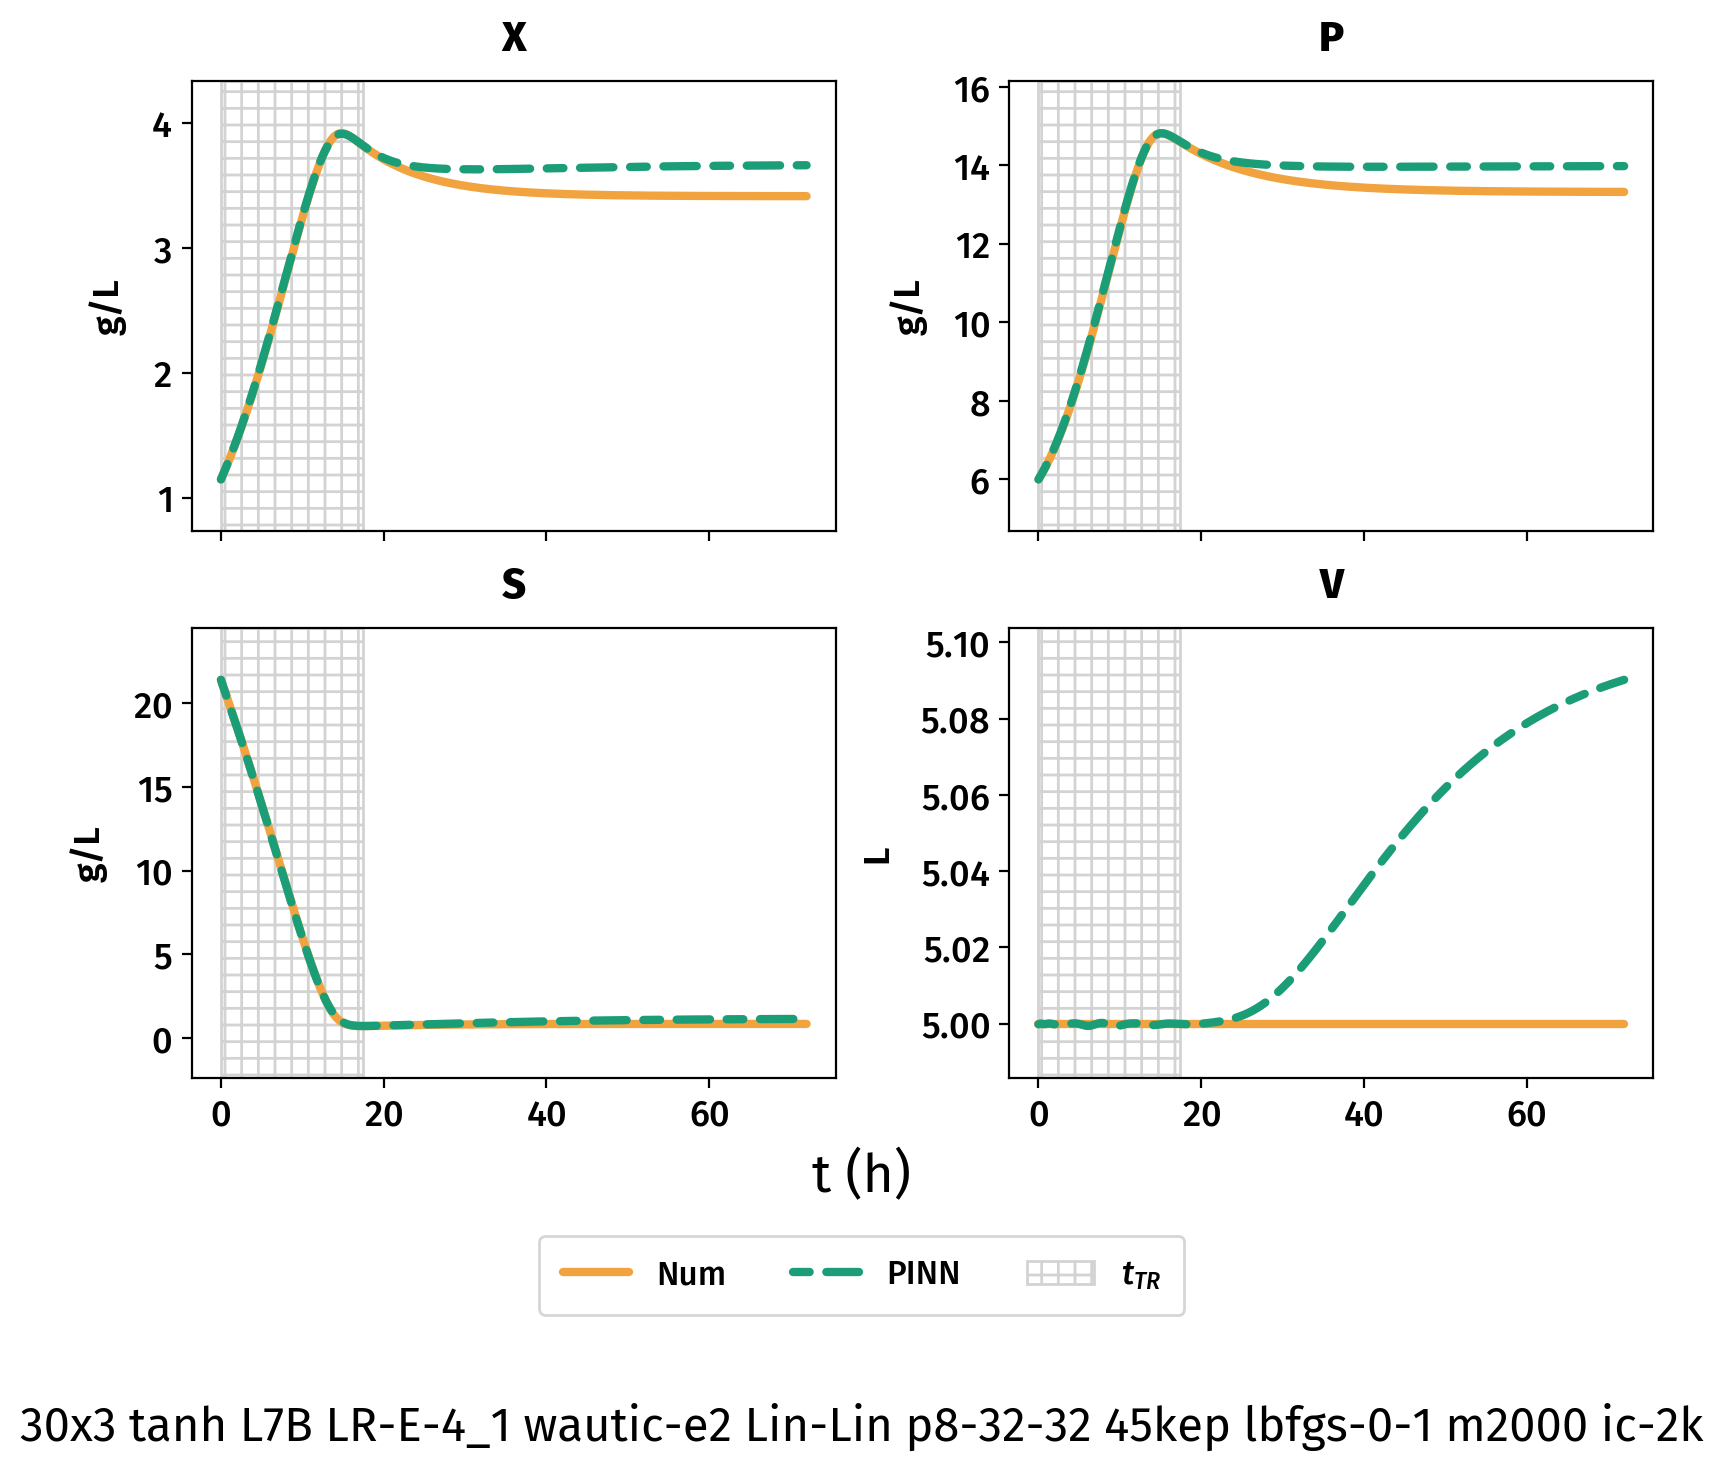 X
4
3
2
1
g/L
P
16
14
12
10
8
6
g/L
S
20
15
10
5
0
g/L
0 20 40 60
V
5.10
5.08
5.06
5.04
5.02
5.00
L
0 20 40 60
t (h)
Num PINN tTR
30x3 tanh L7B LR-E-4_1 wautic-e2 Lin-Lin p8-32-32 45kep lbfgs-0-1 m2000 ic-2k